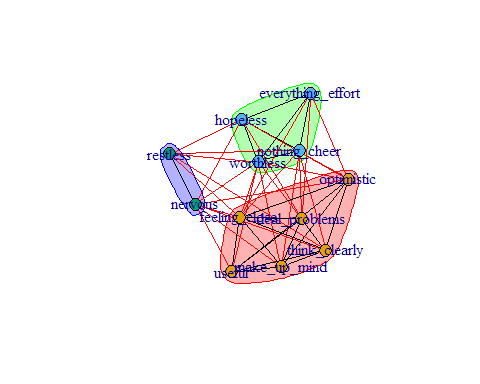 everything_effort
hopeless
nothing_cheer
restless
worthless
optimistic
nervous
feeling_close
deal_problems
think_clearly
make_up_mind
useful